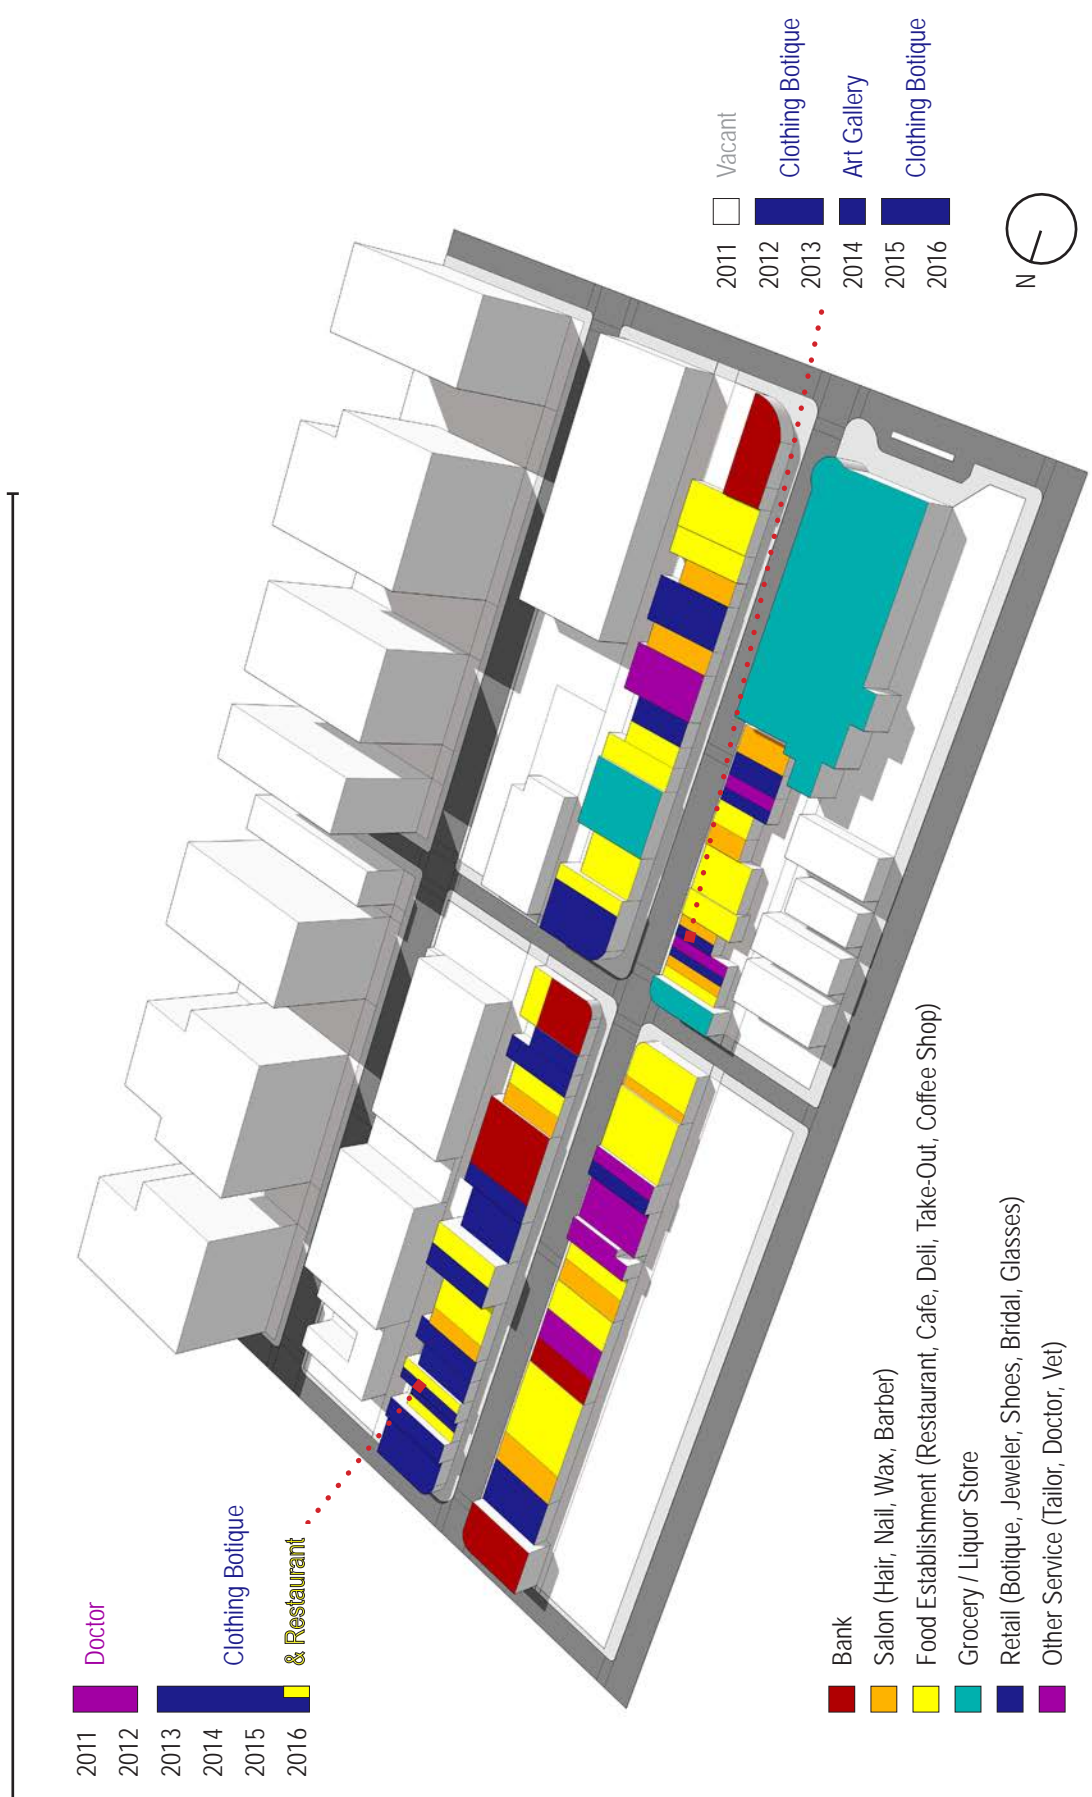 2011
2012
2013
2014
2015
2016
Doctor
Clothing Botique
& Restaurant
2011
2012
2013
2014
2015
2016
Vacant
Clothing Botique
Art Gallery
Clothing Botique
N
Bank
Salon (Hair, Nail, Wax, Barber)
Food Establishment (Restaurant, Cafe, Deli, Take-Out, Coffee Shop)
Grocery / Liquor Store
Retail (Botique, Jeweler, Shoes, Bridal, Glasses)
Other Service (Tailor, Doctor, Vet)